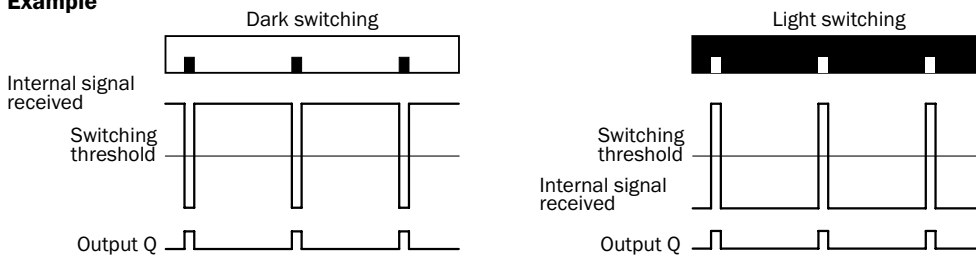 Example
Dark switching
Internal signal
received
Switching
threshold
Output Q
Light switching
Switching
threshold
Internal signal
received
Output Q